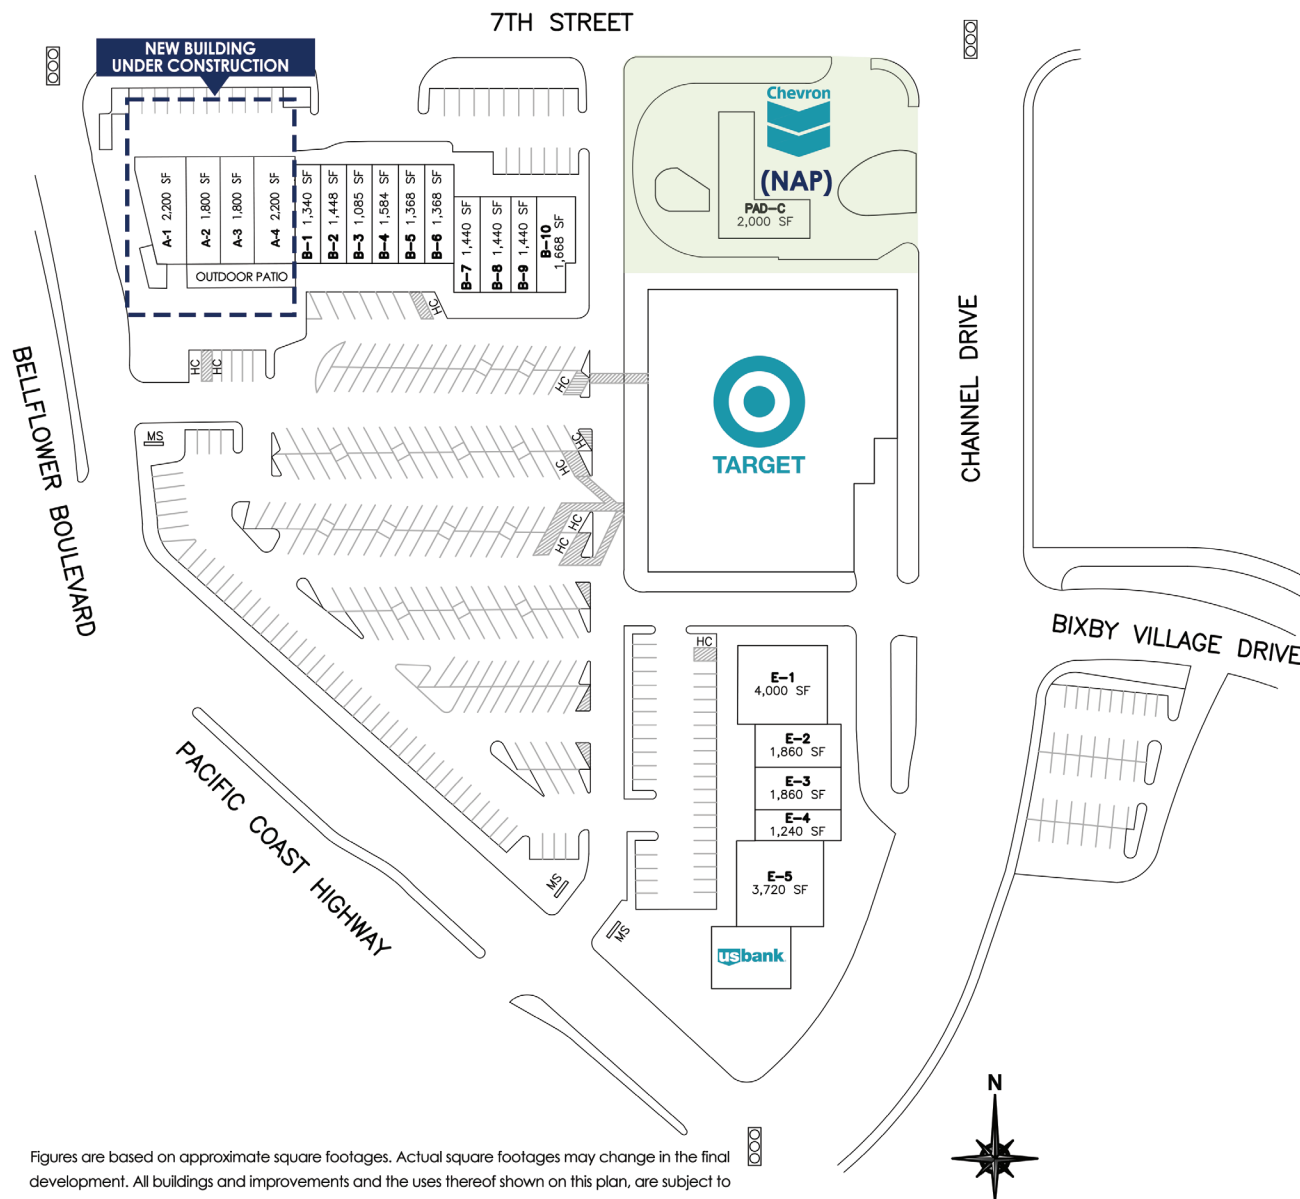 7TH STREET
NEW BUILDING
UNDER CONSTRUCTION
Chevron
(NAP)
PAD-C
2,000 SF
A-1 2,200 SF
A-2 1,800 SF
A-3 1,800 SF
A-4 2,200 SF
B-1 1,340 SF
B-2 1,448 SF
B-3 1,085 SF
B-4 1,584 SF
B-5 1,368 SF
B-6 1,368 SF
B-7 1,440 SF
B-8 1,440 SF
B-9 1,440 SF
B-10
1,668 SF
OUTDOOR PATIO
HC
HC
HC
HC
BELLFLOWER BOULEVARD
CHANNEL DRIVE
TARGET
MS
HC
HC
HC
HC
BIXBY VILLAGE DRIVE
HC
E-1
4,000 SF
E-2
1,860 SF
E-3
1,860 SF
E-4
1,240 SF
E-5
3,720 SF
PACIFIC COAST HIGHWAY
MS
MS
usbank
N
Figures are based on approximate square footages. Actual square footages may change in the final
development. All buildings and improvements and the uses thereof shown on this plan, are subject to